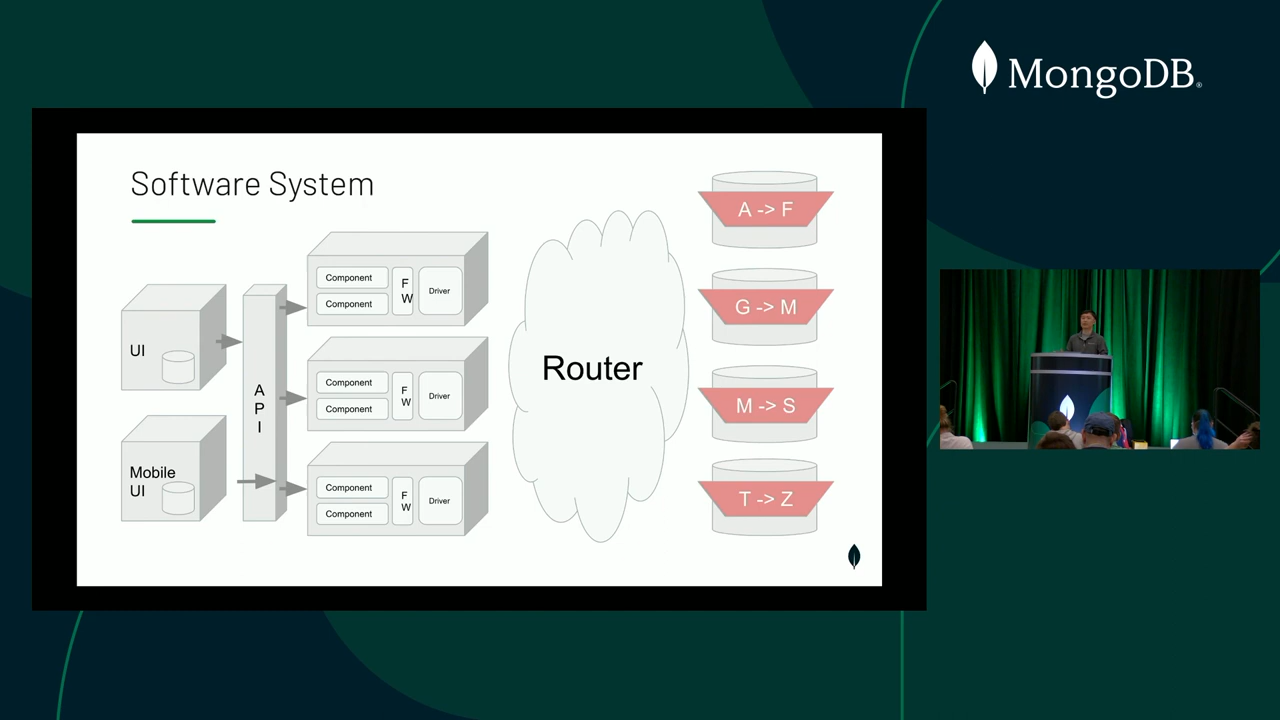 MongoDB®
Software System
UI
Mobile
UI
A
P
I
Component
Component
F
W
Driver
Component
Component
F
W
Driver
Component
Component
F
W
Driver
Router
A -> F
G -> M
M -> S
T -> Z